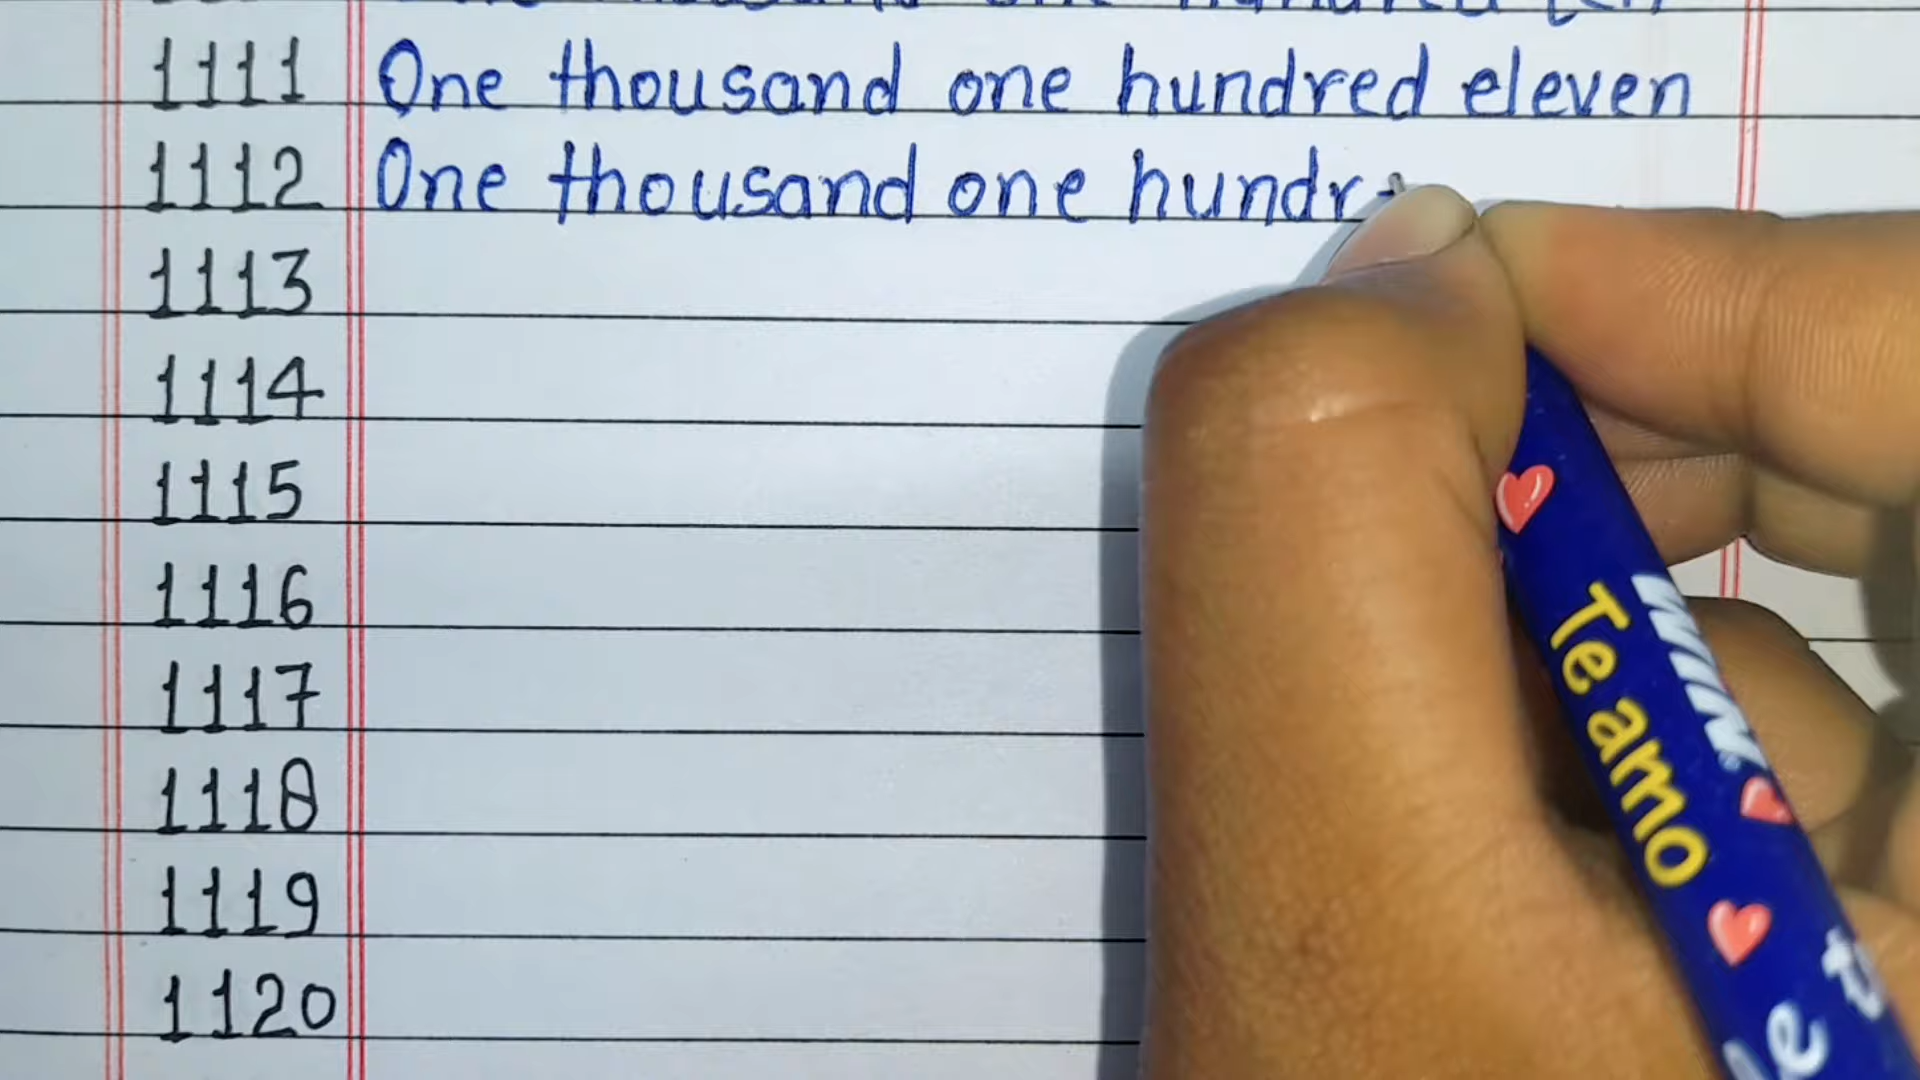 1111 One thousand one hundred eleven
1112 One thousand one hundr
1113
1114
1115
1116
1117
1118
1119
1120
Te amo